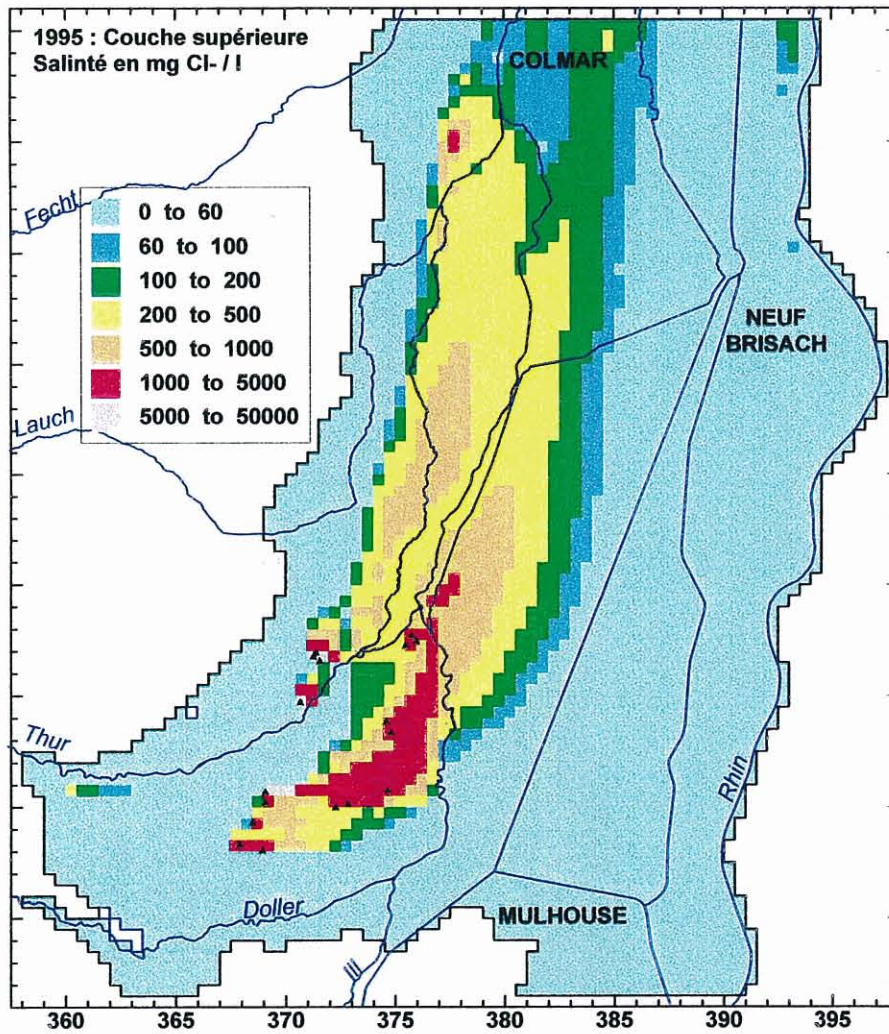 1995 : Couche supérieure
Salinté en mg Cl- / l
COLMAR
Fecht
0 to 60
60 to 100
100 to 200
200 to 500
500 to 1000
1000 to 5000
5000 to 50000
NEUF
BRISACH
Lauch
Thur
Rhin
Doller
MULHOUSE
Ill
360 365 370 375 380 385 390 395